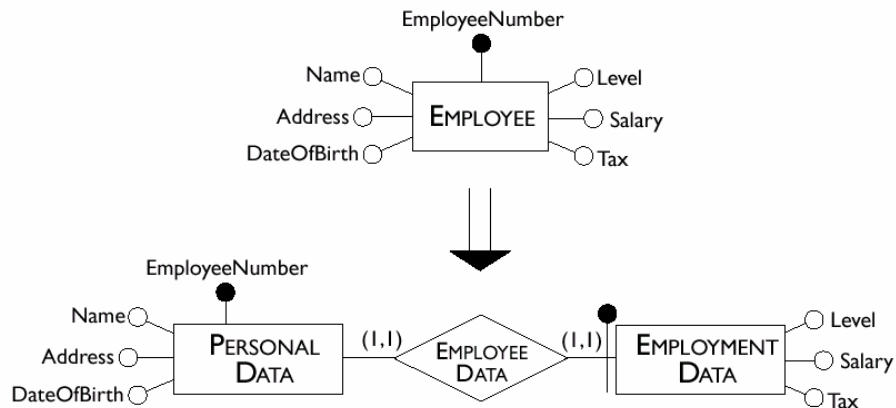 EmployeeNumber
Name
Level
Address
EMPLOYEE
Salary
DateOfBirth
Tax
EmployeeNumber
Name
Level
PERSONAL
DATA
(1,1)
EMPLOYEE
DATA
(1,1)
EMPLOYMENT
DATA
Address
Salary
DateOfBirth
Tax